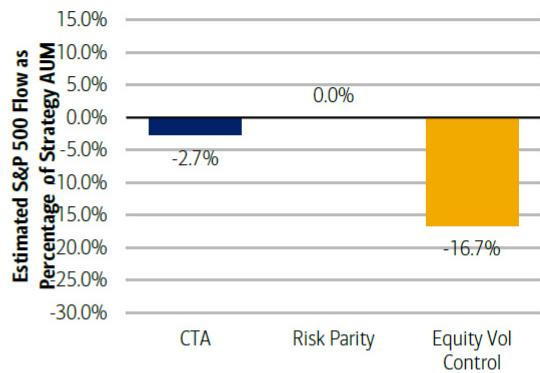 Estimated S&P 500 Flow as
Percentage of Strategy AUM
15.0%
10.0%
5.0%
0.0%
-5.0%
10.0%
15.0%
20.0%
25.0%
-30.0%
0.0%
-2.7%
-16.7%
CTA
Risk Parity
Equity Vol
Control